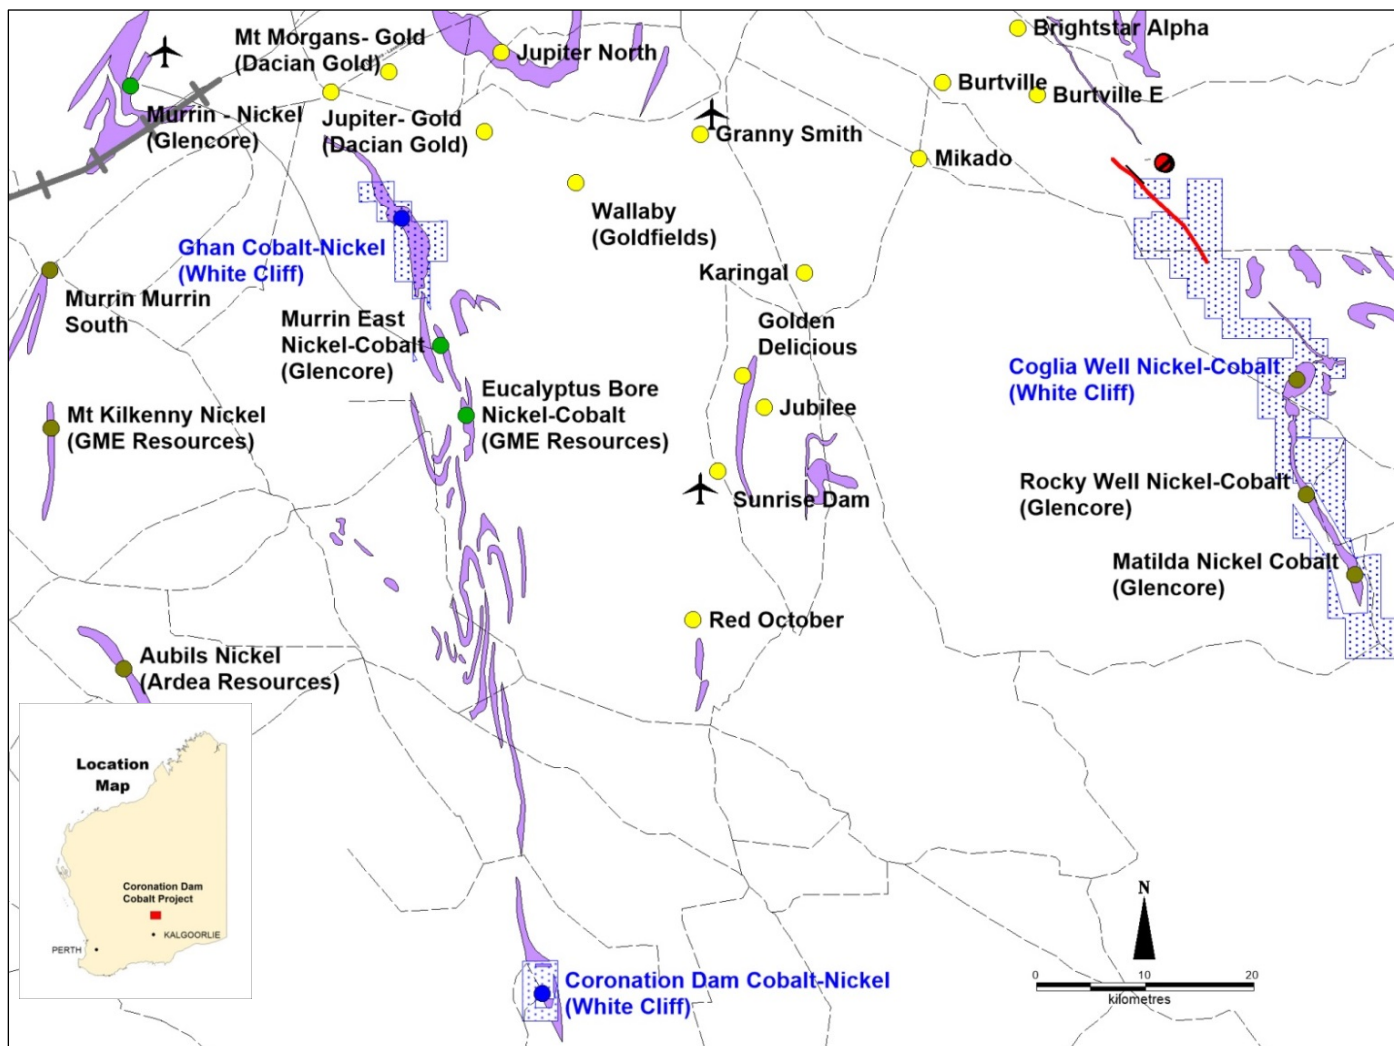 Mt Morgans- Gold
(Dacian Gold)
Jupiter North
Brightstar Alpha
Burtville
Burtville E
Murrin - Nickel
(Glencore)
Jupiter- Gold
(Dacian Gold)
Granny Smith
Mikado
Wallaby
(Goldfields)
Ghan Cobalt-Nickel
(White Cliff)
Karingal
Murrin Murrin
South
Murrin East
Nickel-Cobalt
(Glencore)
Golden
Delicious
Coglia Well Nickel-Cobalt
(White Cliff)
Eucalyptus Bore
Nickel-Cobalt
(GME Resources)
Jubilee
Mt Kilkenny Nickel
(GME Resources)
Sunrise Dam
Rocky Well Nickel-Cobalt
(Glencore)
Matilda Nickel Cobalt
(Glencore)
Red October
Aubils Nickel
(Ardea Resources)
Location
Map
Coronation Dam
Cobalt Project
KALGOORLIE
PERTH
N
0 10 20
kilometres
Coronation Dam Cobalt-Nickel
(White Cliff)